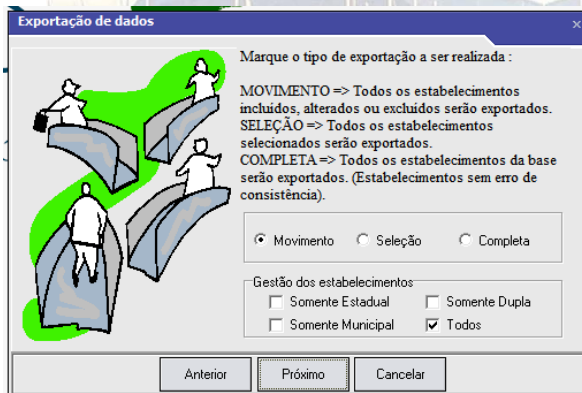 Exportação de dados
Marque o tipo de exportação a ser realizada :
MOVIMENTO => Todos os estabelecimentos
incluídos, alterados ou excluidos serão exportados.
SELEÇÃO => Todos os estabelecimentos
selecionados serão exportados.
COMPLETA => Todos os estabelecimentos da base
serão exportados. (Estabelecimentos sem erro de
consistência).
Movimento Seleção Completa
Gestão dos estabelecimentos
Somente Estadual Somente Dupla
Somente Municipal Todos
Anterior Próximo Cancelar